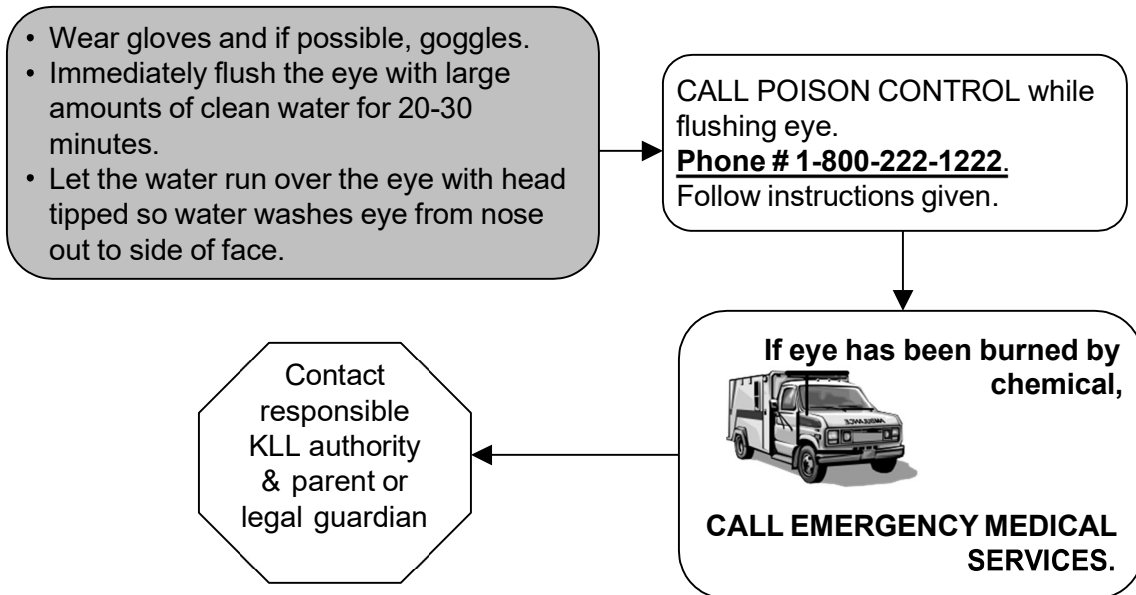 • Wear gloves and if possible, goggles.
• Immediately flush the eye with large
amounts of clean water for 20-30
minutes.
• Let the water run over the eye with head
tipped so water washes eye from nose
out to side of face.
CALL POISON CONTROL while
flushing eye.
Phone # 1-800-222-1222.
Follow instructions given.
If eye has been burned by
chemical,
AMBULANCE
CALL EMERGENCY MEDICAL
SERVICES.
Contact
responsible
KLL authority
& parent or
legal guardian